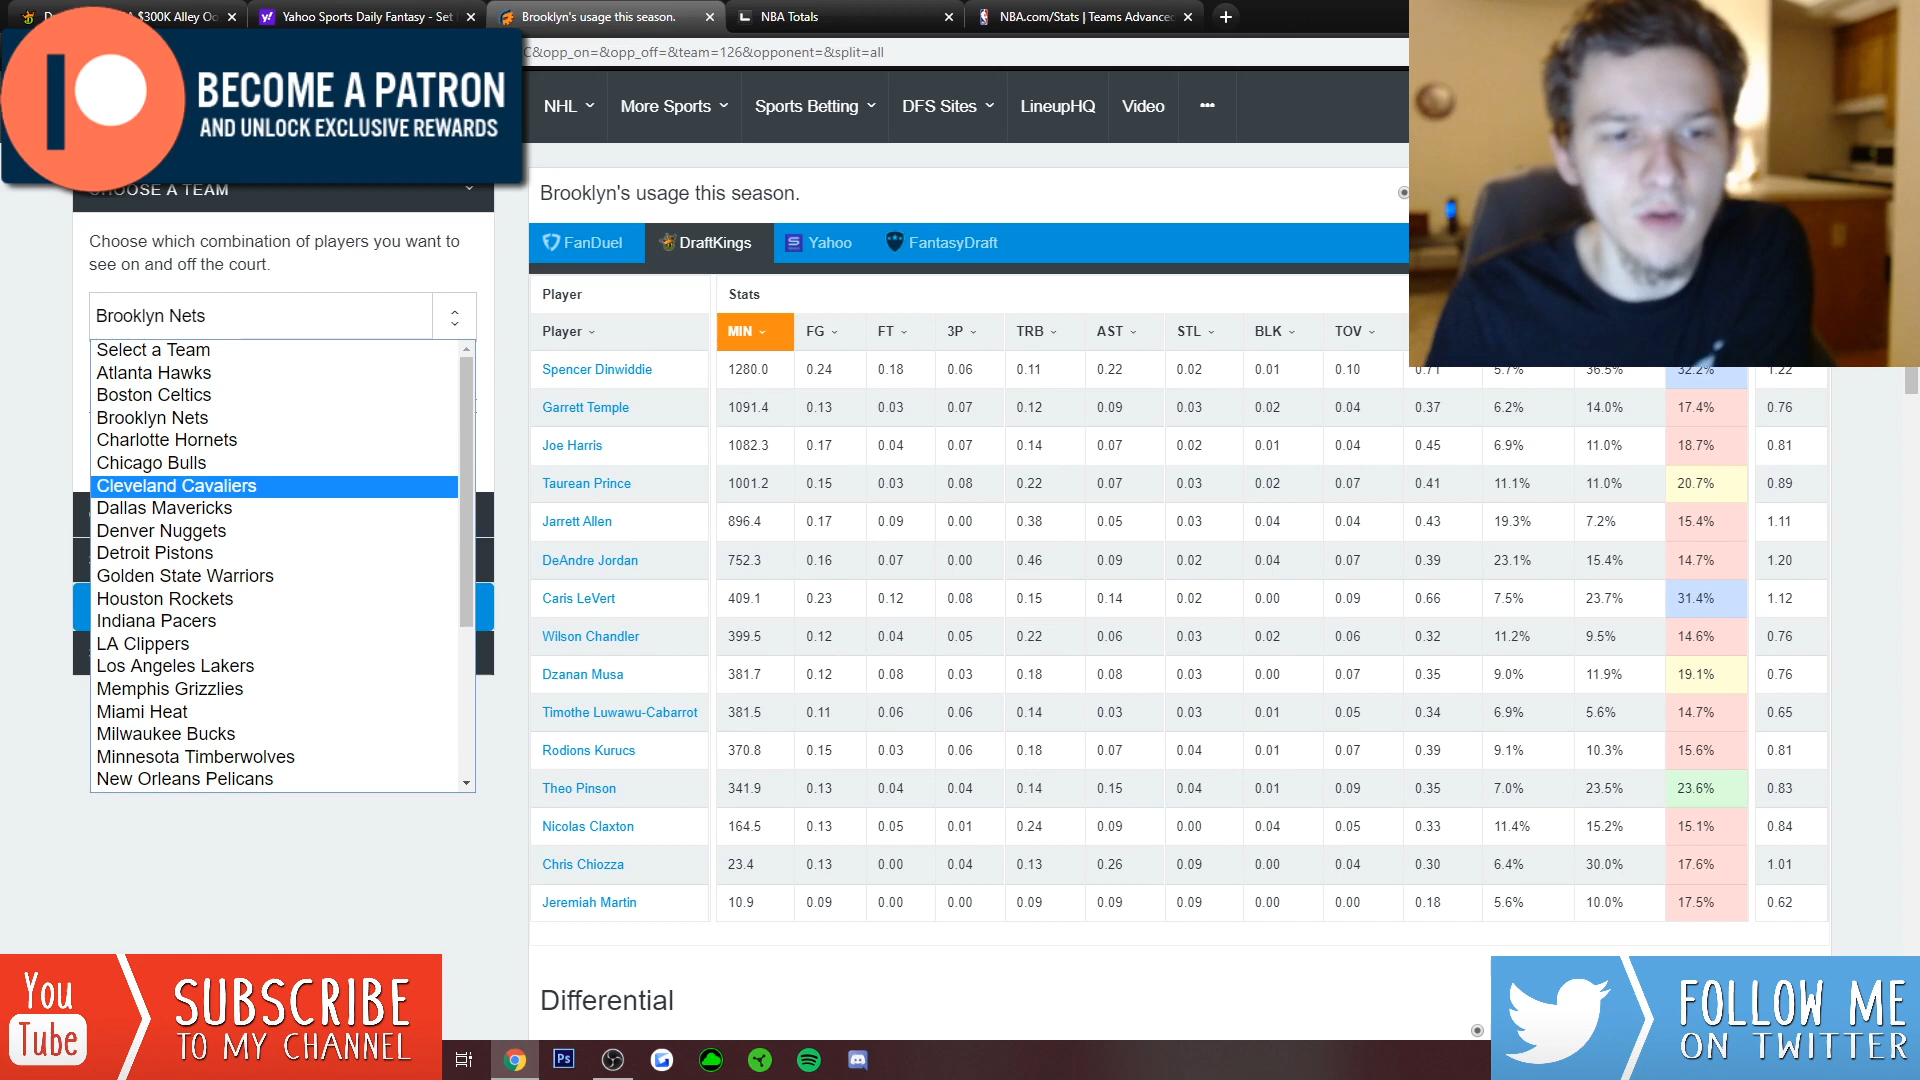 $300K Alley Oo
Yahoo Sports Daily Fantasy - Set
Brooklyn's usage this season.
NBA Totals
NBA.com/Stats | Teams Advance
C&opp_on=&opp_off=&team=126&opponent=&split=all
BECOME A PATRON
AND UNLOCK EXCLUSIVE REWARDS
NHL
More Sports
Sports Betting
DFS Sites
LineupHQ
Video
CHOOSE A TEAM
Choose which combination of players you want to
see on and off the court.
Brooklyn Nets
Select a Team
Atlanta Hawks
Boston Celtics
Brooklyn Nets
Charlotte Hornets
Chicago Bulls
Cleveland Cavaliers
Dallas Mavericks
Denver Nuggets
Detroit Pistons
Golden State Warriors
Houston Rockets
Indiana Pacers
LA Clippers
Los Angeles Lakers
Memphis Grizzlies
Miami Heat
Milwaukee Bucks
Minnesota Timberwolves
New Orleans Pelicans
Brooklyn's usage this season.
FanDuel
DraftKings
Yahoo
FantasyDraft
Player Stats
Player MIN FG FT 3P TRB AST STL BLK TOV
Spencer Dinwiddie 1280.0 0.24 0.18 0.06 0.11 0.22 0.02 0.01 0.10 0.71 5.7% 36.5% 32.2% 1.22
Garrett Temple 1091.4 0.13 0.03 0.07 0.12 0.09 0.03 0.02 0.04 0.37 6.2% 14.0% 17.4% 0.76
Joe Harris 1082.3 0.17 0.04 0.07 0.14 0.07 0.02 0.01 0.04 0.45 6.9% 11.0% 18.7% 0.81
Taurean Prince 1001.2 0.15 0.03 0.08 0.22 0.07 0.03 0.02 0.07 0.41 11.1% 11.0% 20.7% 0.89
Jarrett Allen 896.4 0.17 0.09 0.00 0.38 0.05 0.03 0.04 0.04 0.43 19.3% 7.2% 15.4% 1.11
DeAndre Jordan 752.3 0.16 0.07 0.00 0.46 0.09 0.02 0.04 0.07 0.39 23.1% 15.4% 14.7% 1.20
Caris LeVert 409.1 0.23 0.12 0.08 0.15 0.14 0.02 0.00 0.09 0.66 7.5% 23.7% 31.4% 1.12
Wilson Chandler 399.5 0.12 0.04 0.05 0.22 0.06 0.03 0.02 0.06 0.32 11.2% 9.5% 14.6% 0.76
Dzanan Musa 381.7 0.12 0.08 0.03 0.18 0.08 0.03 0.00 0.07 0.35 9.0% 11.9% 19.1% 0.76
Timothe Luwawu-Cabarrot 381.5 0.11 0.06 0.06 0.14 0.03 0.03 0.01 0.05 0.34 6.9% 5.6% 14.7% 0.65
Rodions Kurucs 370.8 0.15 0.03 0.06 0.18 0.07 0.04 0.01 0.07 0.39 9.1% 10.3% 15.6% 0.81
Theo Pinson 341.9 0.13 0.04 0.04 0.14 0.15 0.04 0.01 0.09 0.35 7.0% 23.5% 23.6% 0.83
Nicolas Claxton 164.5 0.13 0.05 0.01 0.24 0.09 0.00 0.04 0.05 0.33 11.4% 15.2% 15.1% 0.84
Chris Chiozza 23.4 0.13 0.00 0.04 0.13 0.26 0.09 0.00 0.04 0.30 6.4% 30.0% 17.6% 1.01
Jeremiah Martin 10.9 0.09 0.00 0.00 0.09 0.09 0.09 0.00 0.00 0.18 5.6% 10.0% 17.5% 0.62
Differential
You
Tube
SUBSCRIBE
TO MY CHANNEL
Ps
FOLLOW ME
ON TWITTER